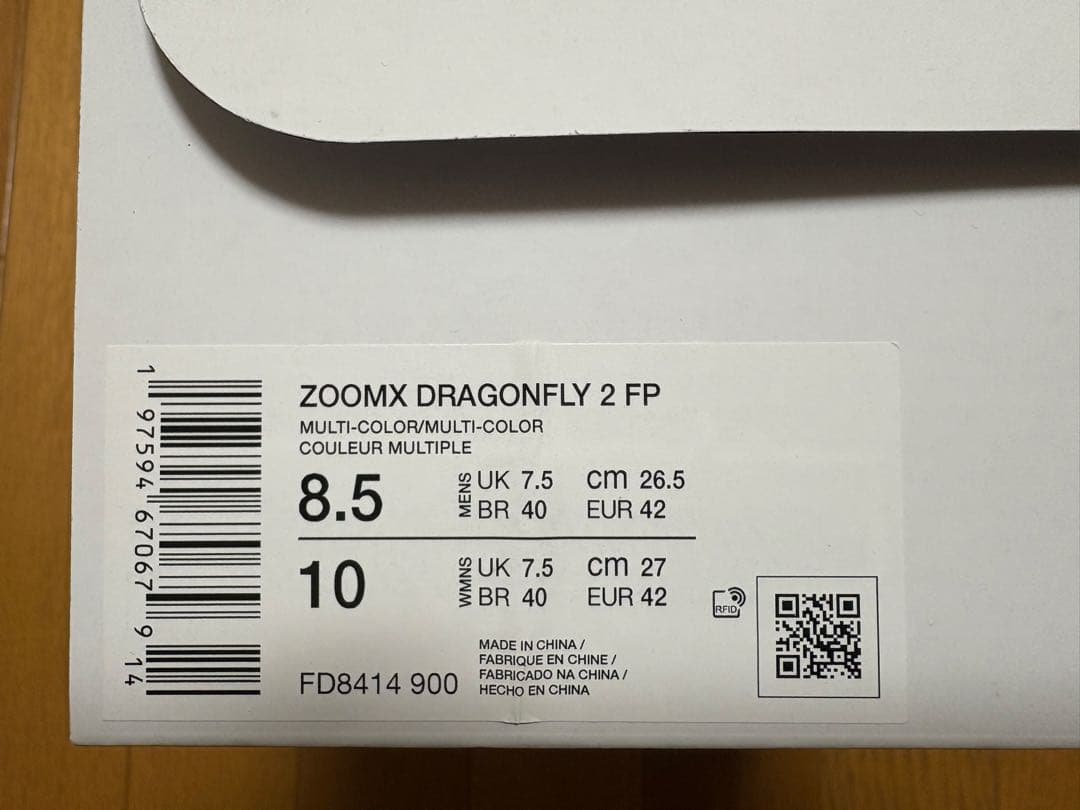 1 97594 67067 9 14
ZOOMX DRAGONFLY 2 FP
MULTI-COLOR/MULTI-COLOR
COULEUR MULTIPLE
8.5 MENS UK 7.5 cm 26.5
BR 40 EUR 42
10 WMNS UK 7.5 cm 27
BR 40 EUR 42
RFID
MADE IN CHINA /
FABRIQUE EN CHINE /
FABRICADO NA CHINA /
HECHO EN CHINA
FD8414 900